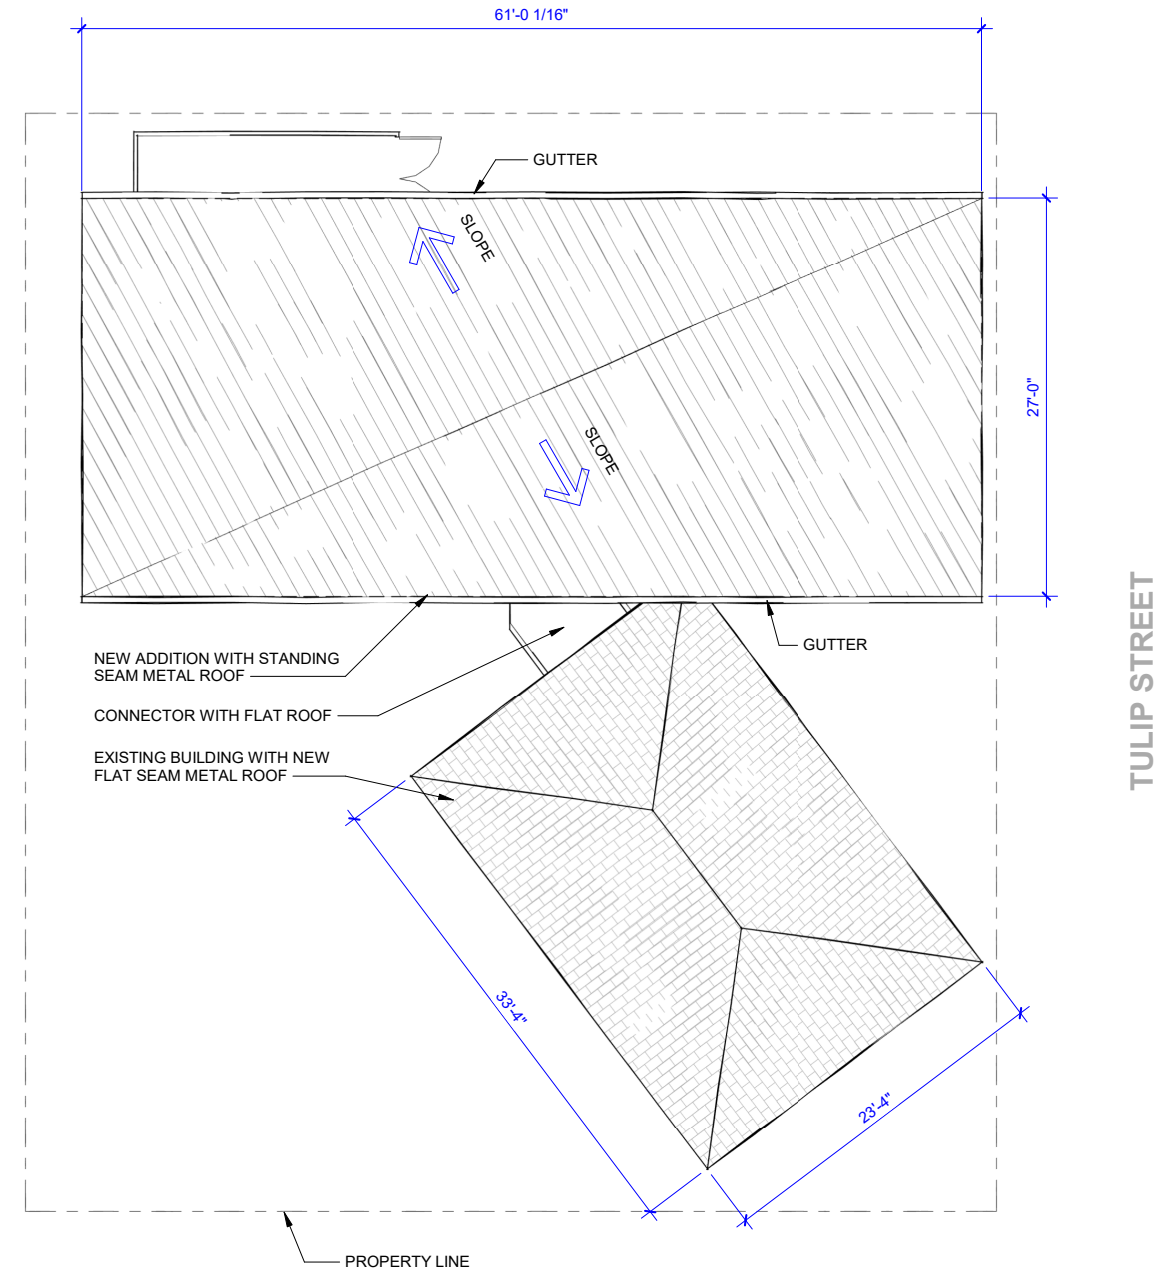 61'-0 1/16"
GUTTER
SLOPE
27'-0"
SLOPE
GUTTER
NEW ADDITION WITH STANDING
SEAM METAL ROOF
CONNECTOR WITH FLAT ROOF
EXISTING BUILDING WITH NEW
FLAT SEAM METAL ROOF
TULIP STREET
33'-4"
23'-4"
PROPERTY LINE